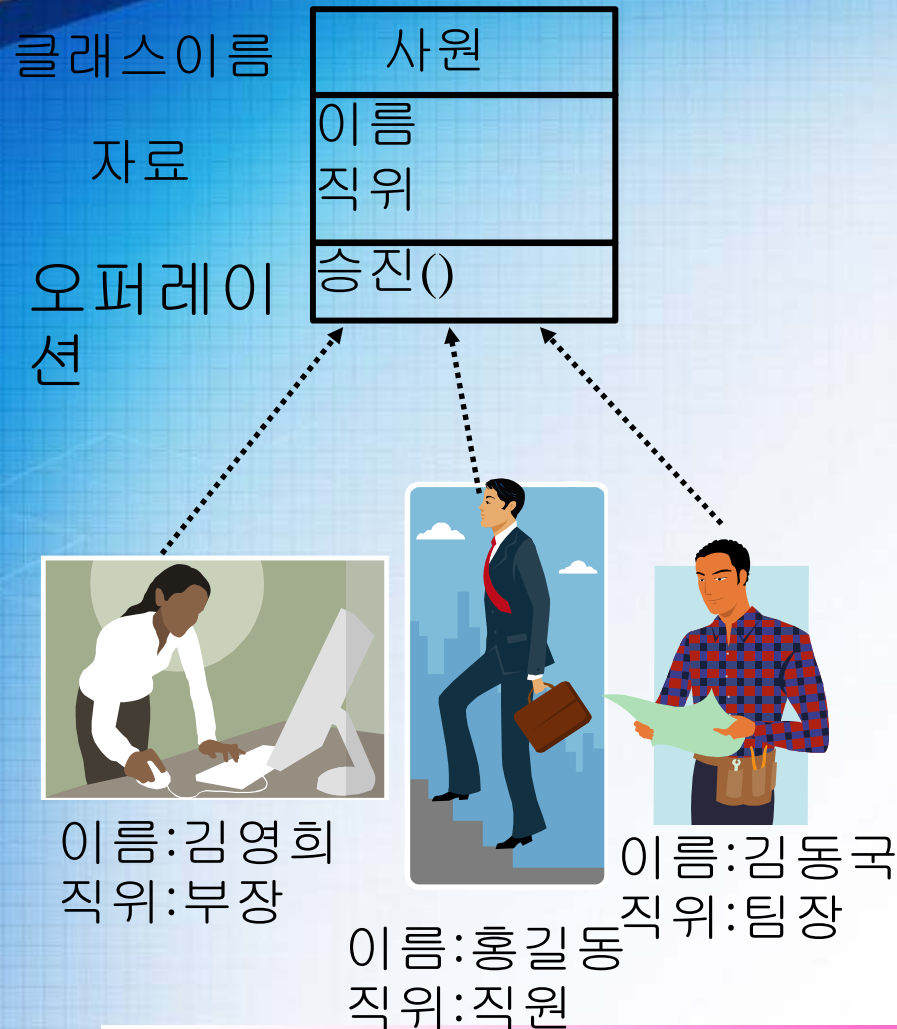 클래스이름
사원
자료
이름
직위
오퍼레이
션
승진()
이름:김영희
직위:부장
이름:홍길동
직위:직원
이름:김동국
직위:팀장